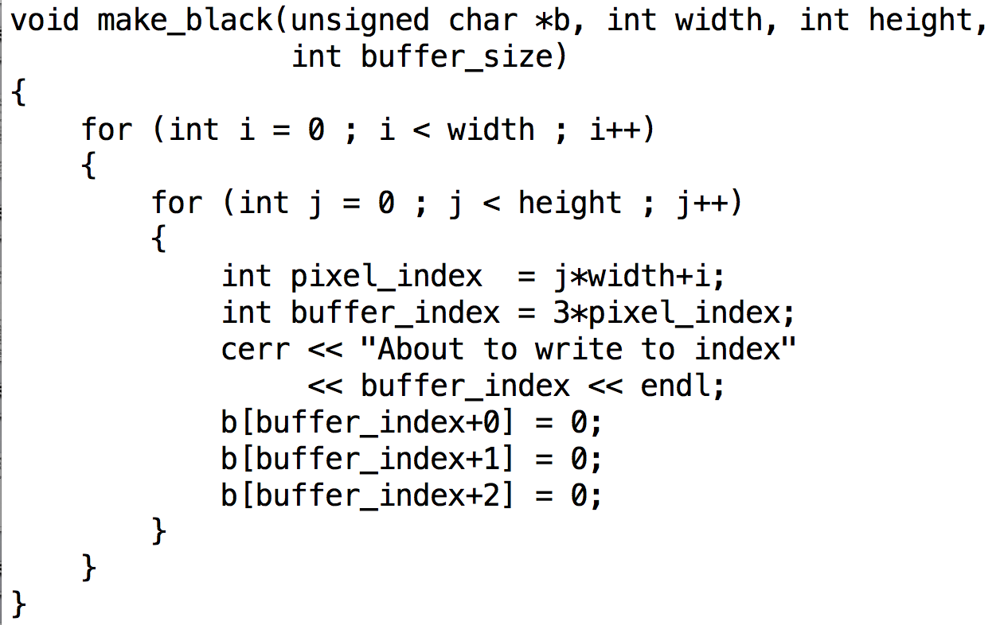 void make_black(unsigned char *b, int width, int height,
                int buffer_size)
{
    for (int i = 0 ; i < width ; i++)
    {
        for (int j = 0 ; j < height ; j++)
        {
            int pixel_index  = j*width+i;
            int buffer_index = 3*pixel_index;
            cerr << "About to write to index"
                 << buffer_index << endl;
            b[buffer_index+0] = 0;
            b[buffer_index+1] = 0;
            b[buffer_index+2] = 0;
        }
    }
}